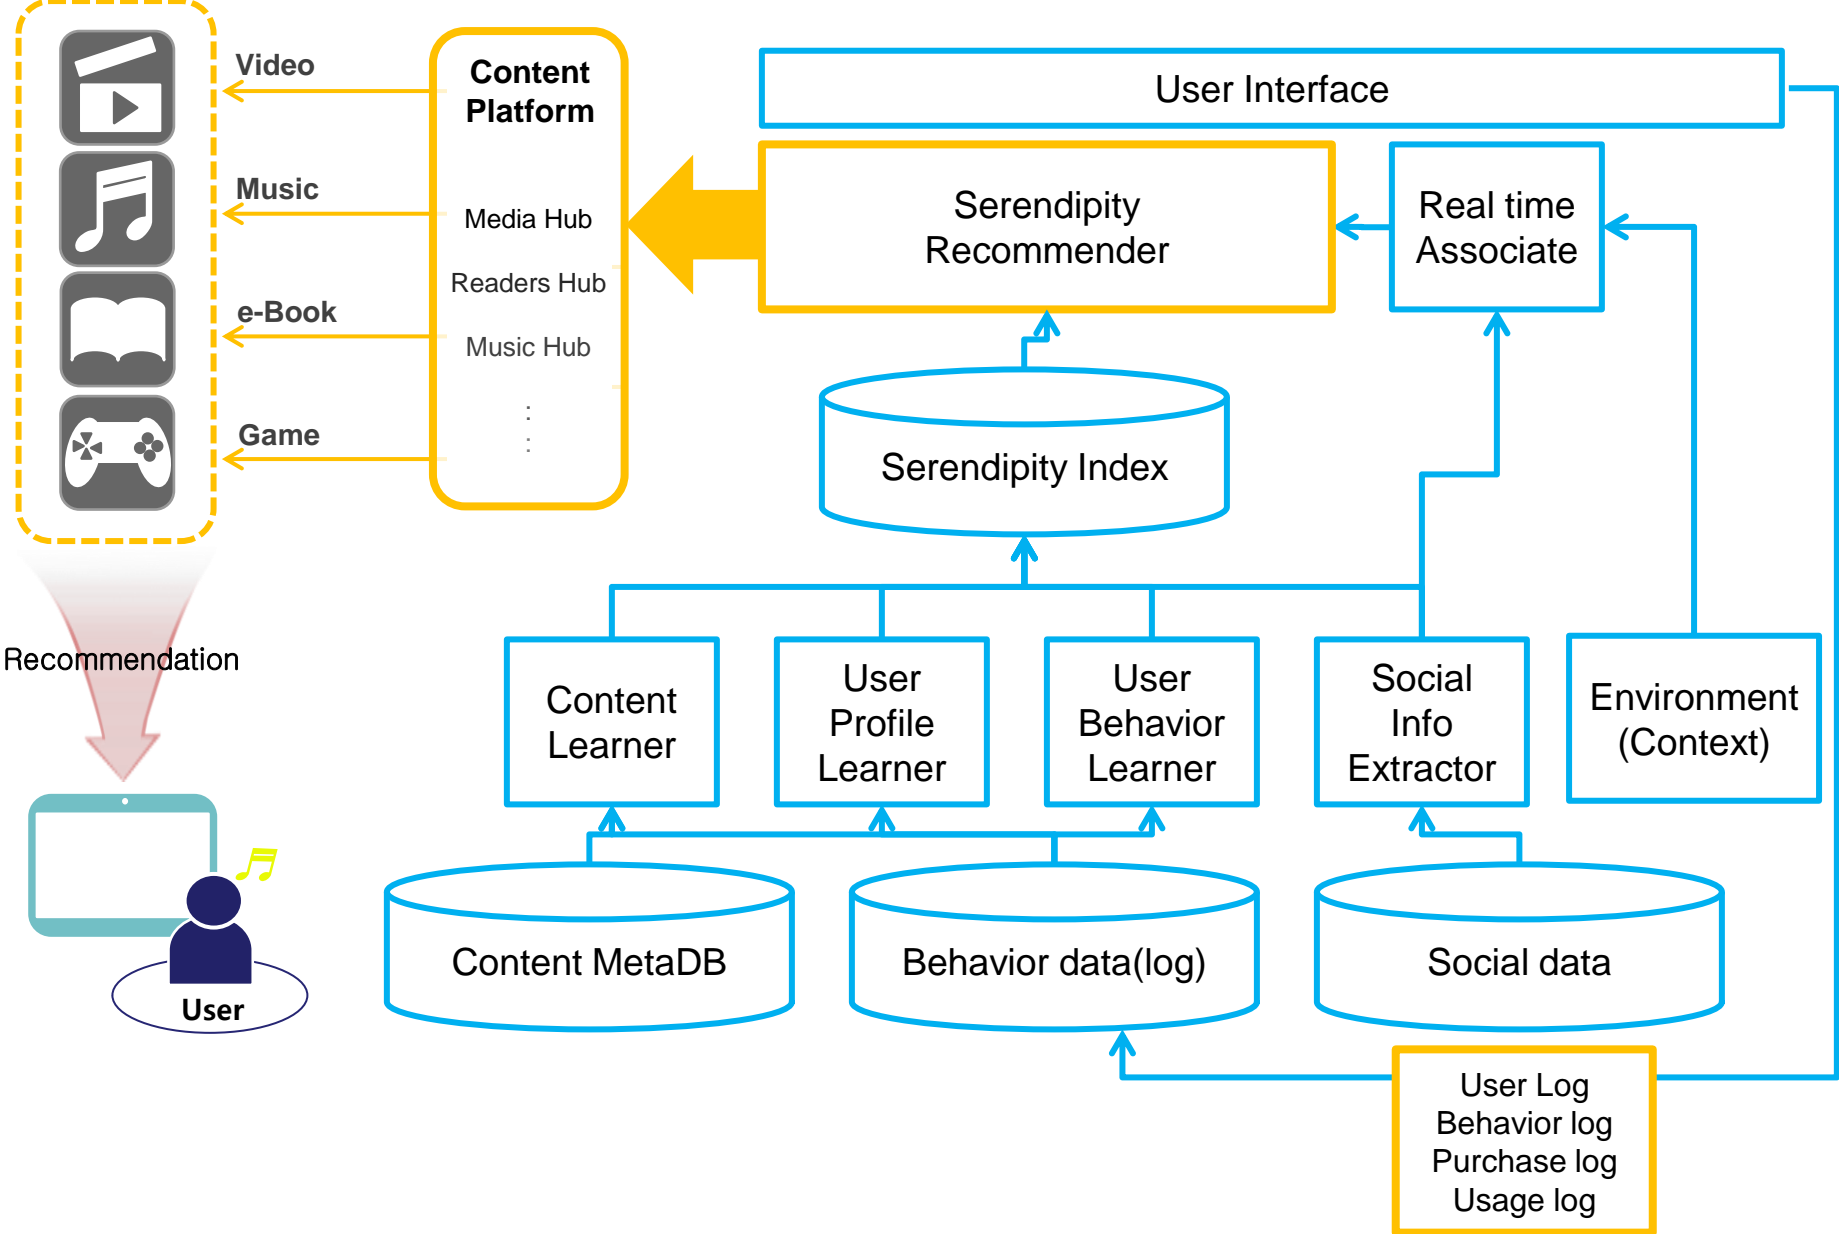 Video
Music
e-Book
Game
Content
Platform
Media Hub
Readers Hub
Music Hub
:
:
User Interface
Serendipity
Recommender
Real time
Associate
Serendipity Index
Content
Learner
User
Profile
Learner
User
Behavior
Learner
Social
Info
Extractor
Environment
(Context)
Recommendation
Content MetaDB
Behavior data(log)
Social data
User
User Log
Behavior log
Purchase log
Usage log